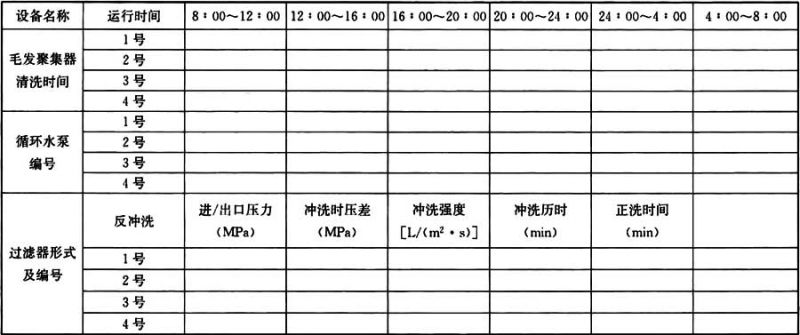 设备名称 运行时间 8：00～12：00 12：00～16：00 16：00～20：00 20：00～24：00 24：00～4：00 4：00～8：00
毛发聚集器
清洗时间
1号
2号
3号
4号
循环水泵
编号
1号
2号
3号
4号
过滤器形式
及编号
反冲洗
进/出口压力
（MPa）
冲洗时压差
（MPa）
冲洗强度
［L/(m²·s)］
冲洗历时
（min）
正洗时间
（min）
1号
2号
3号
4号